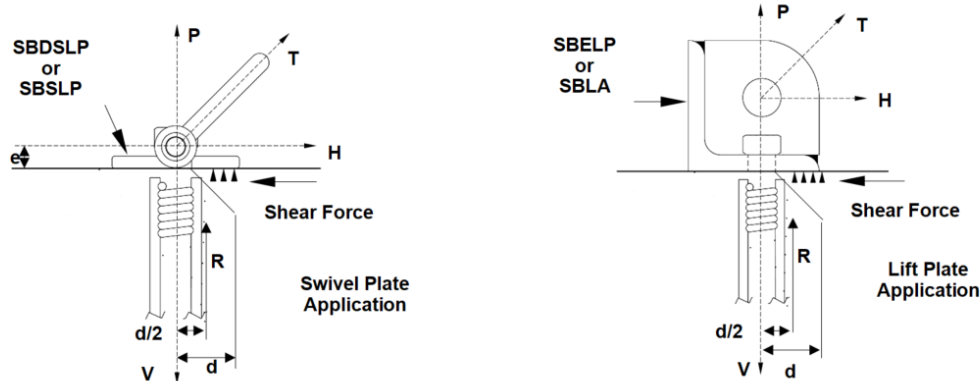 SBDSLP
or
SBSLP
P
T
H
e
Shear Force
R
Swivel Plate
Application
d/2
d
V
SBELP
or
SBLA
P
T
H
Shear Force
R
Lift Plate
Application
d/2
d
V